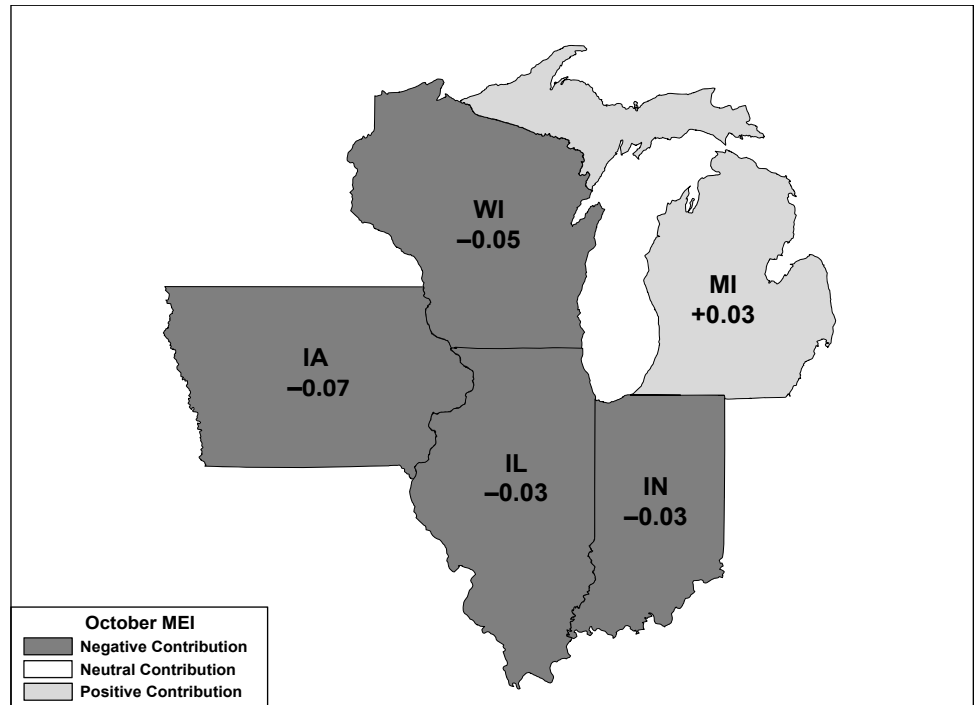 WI
–0.05
MI
+0.03
IA
–0.07
IL
–0.03
IN
–0.03
October MEI
Negative Contribution
Neutral Contribution
Positive Contribution